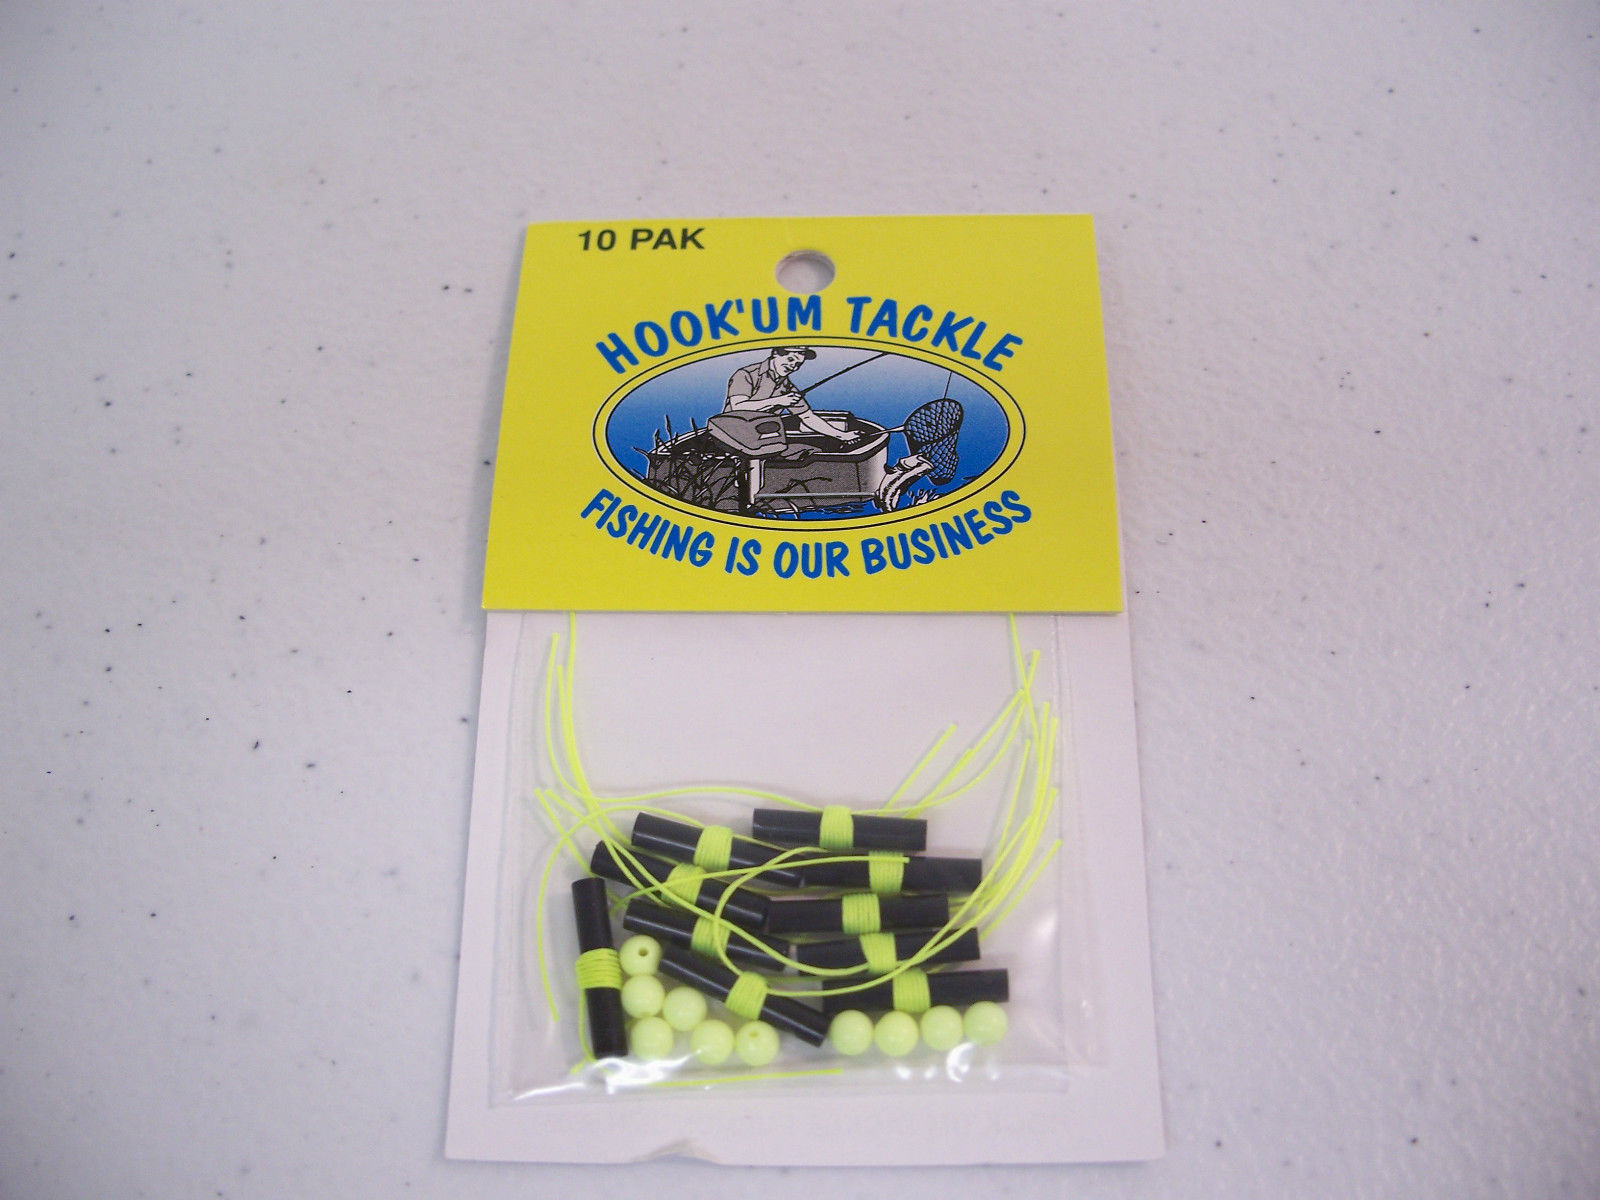 10 PAK
HOOK'UM TACKLE
FISHING IS OUR BUSINESS